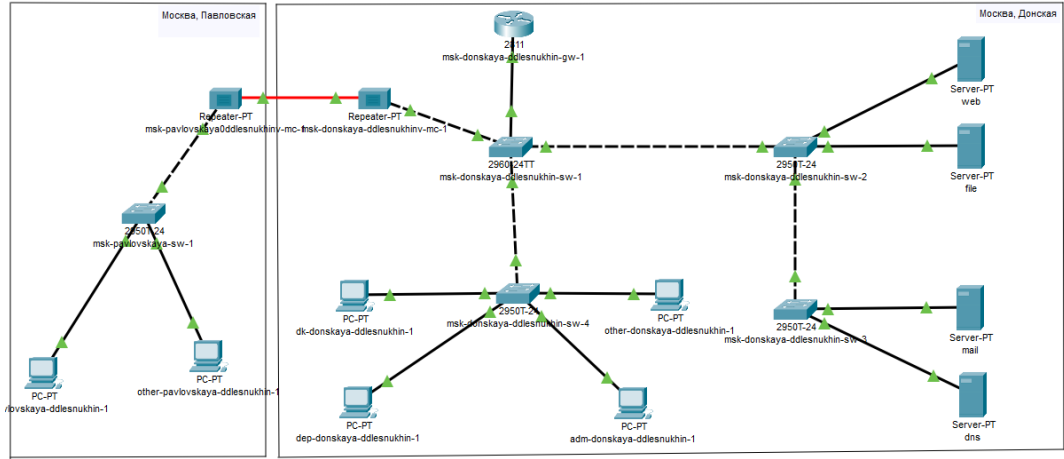 Москва, Павловская
Москва, Донская
2811
msk-donskaya-ddlesnukhin-gw-1
Server-PT
web
Repeater-PT
msk-pavlovskaya0ddlesnukhinv-mc-1
Repeater-PT
msk-donskaya-ddlesnukhinv-mc-1
2960-24TT
msk-donskaya-ddlesnukhin-sw-1
2950T-24
msk-donskaya-ddlesnukhin-sw-2
Server-PT
file
2950T-24
msk-pavlovskaya-sw-1
PC-PT
dk-donskaya-ddlesnukhin-1
2950T-24
msk-donskaya-ddlesnukhin-sw-4
PC-PT
other-donskaya-ddlesnukhin-1
2950T-24
msk-donskaya-ddlesnukhin-sw-3
Server-PT
mail
PC-PT
vlovskaya-ddlesnukhin-1
PC-PT
other-pavlovskaya-ddlesnukhin-1
PC-PT
dep-donskaya-ddlesnukhin-1
PC-PT
adm-donskaya-ddlesnukhin-1
Server-PT
dns